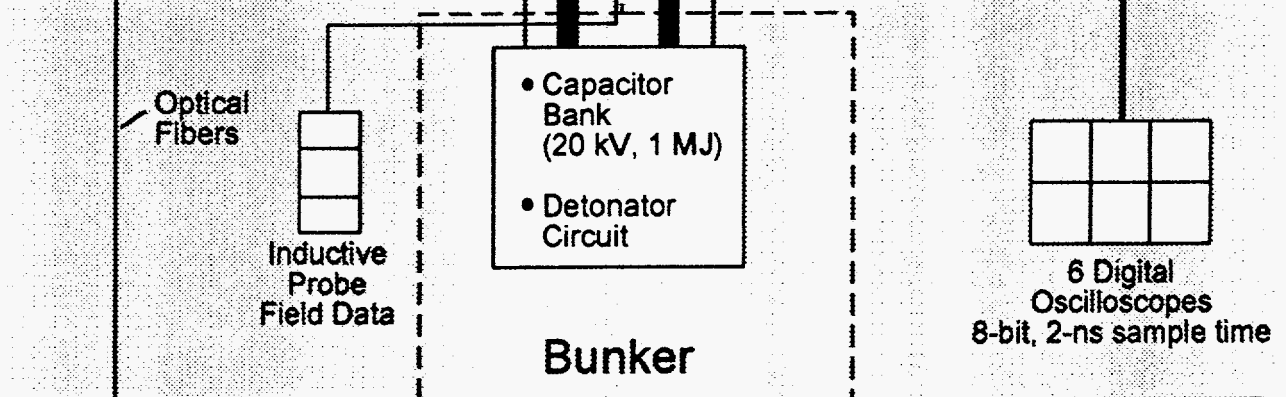 Optical
Fibers
Inductive
Probe
Field Data
• Capacitor
Bank
(20 kV, 1 MJ)
• Detonator
Circuit
Bunker
6 Digital
Oscilloscopes
8-bit, 2-ns sample time